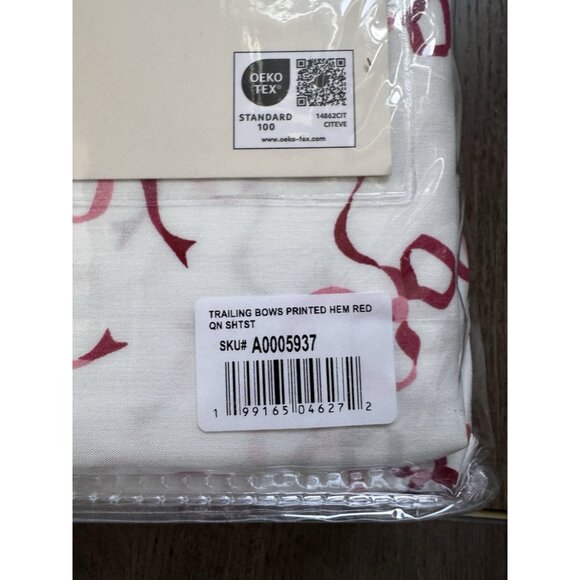 OEKO
TEX®
STANDARD
100
14862CIT
CITEVE
www.oeko-tex.com
TRAILING BOWS PRINTED HEM RED
QN SHTST
SKU# A0005937
1 99165 04627 2